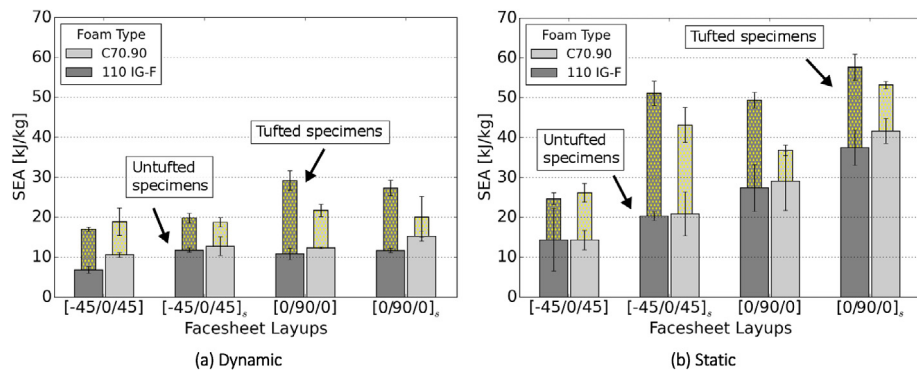 70
60
50
40
30
20
10
0
SEA [kJ/kg]
Foam Type
C70.90
110 IG-F
Untufted
specimens
Tufted specimens
[-45/0/45] [-45/0/45]s [0/90/0] [0/90/0]s
Facesheet Layups
(a) Dynamic
70
60
50
40
30
20
10
0
SEA [kJ/kg]
Foam Type
C70.90
110 IG-F
Tufted specimens
Untufted
specimens
[-45/0/45] [-45/0/45]s [0/90/0] [0/90/0]s
Facesheet Layups
(b) Static